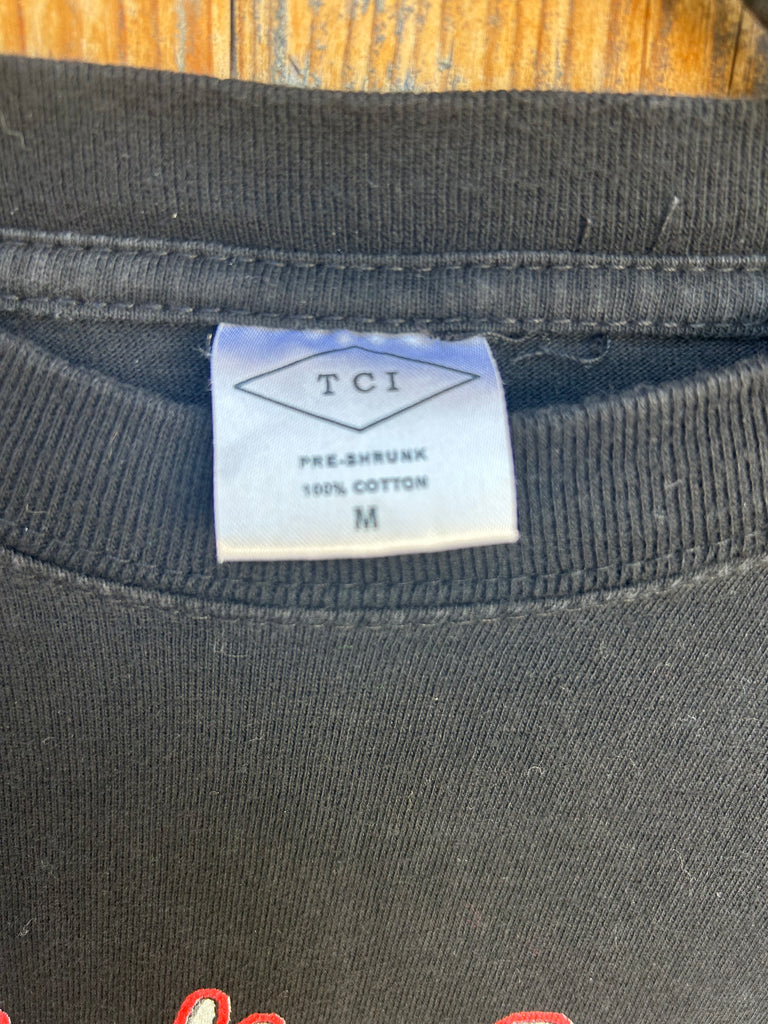 TCI
PRE-SHRUNK
100% COTTON
M